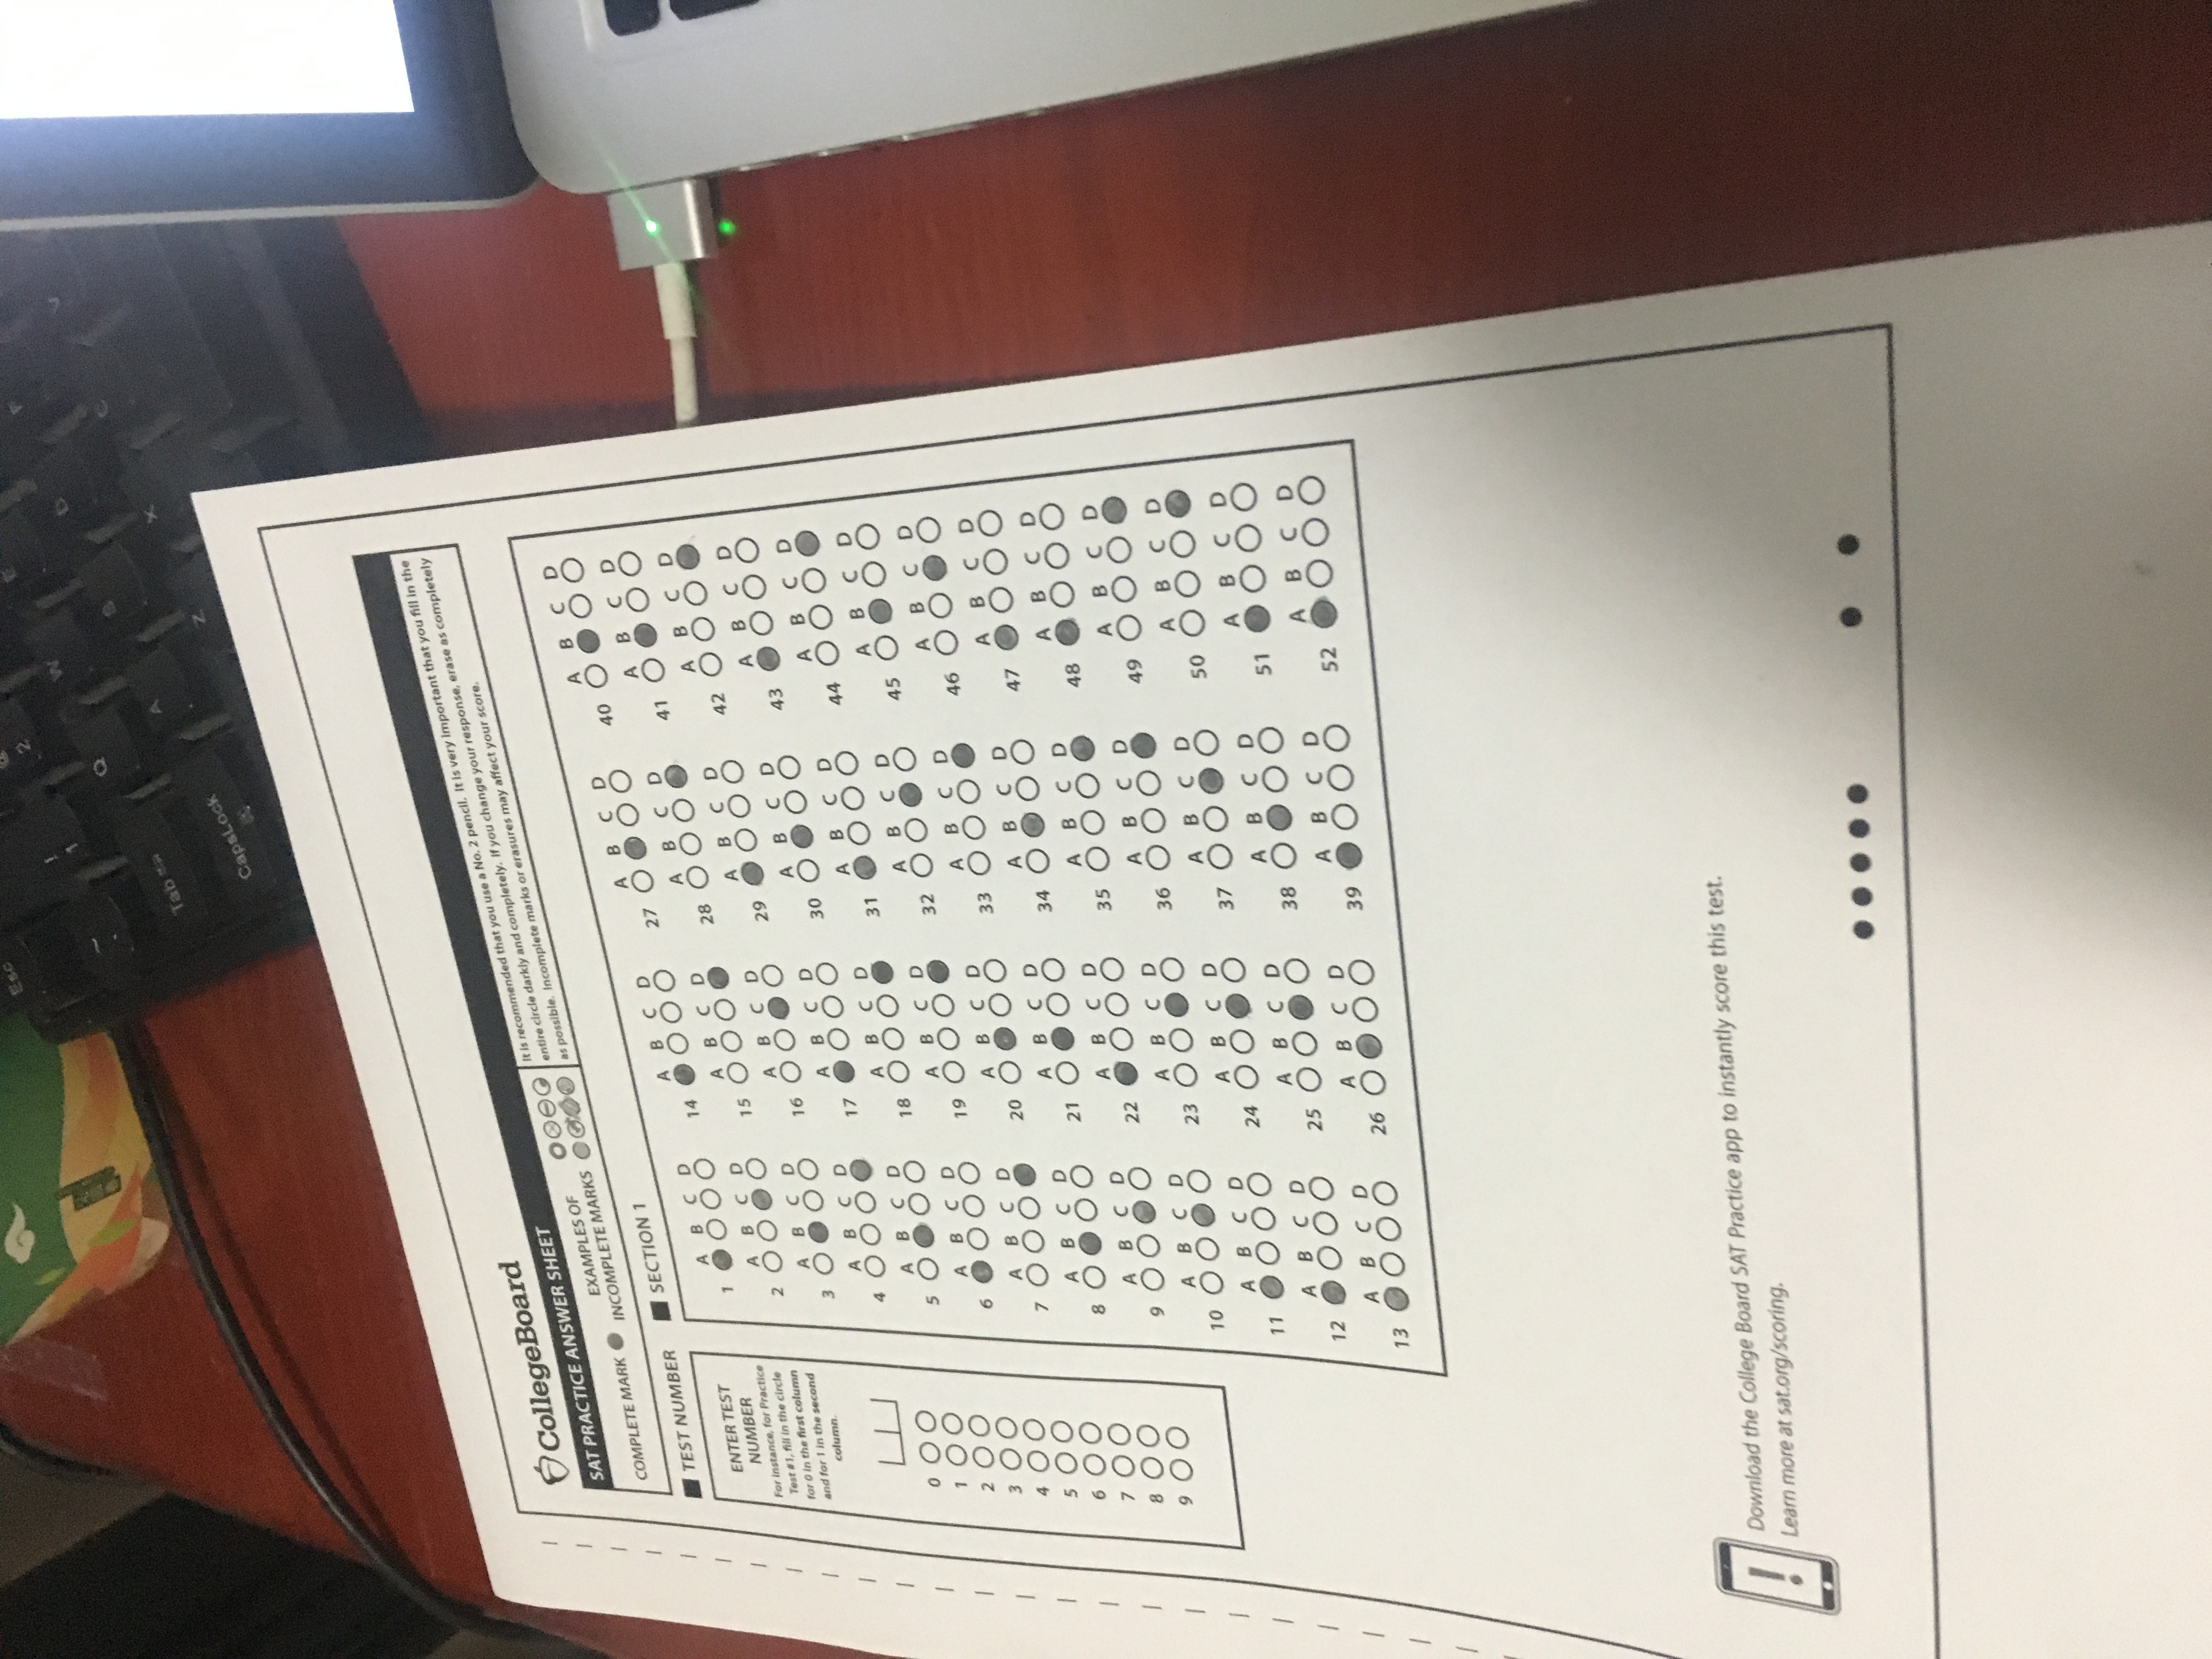 Esc
~
!
1
@
2
Tab
Q
W
E
CapsLock
A
S
D
F
Z
X
C
CollegeBoard
SAT PRACTICE ANSWER SHEET
COMPLETE MARK
EXAMPLES OF
INCOMPLETE MARKS
It is recommended that you use a No. 2 pencil. It is very important that you fill in the
entire circle darkly and completely. If you change your response, erase as completely
as possible. Incomplete marks or erasures may affect your score.
TEST NUMBER
ENTER TEST
NUMBER
For instance, for Practice
Test #1, fill in the circle
for 0 in the first column
and for 1 in the second
column.
0
1
2
3
4
5
6
7
8
9
SECTION 1
A B C D
1
A B C D
2
A B C D
3
A B C D
4
A B C D
5
A B C D
6
A B C D
7
A B C D
8
A B C D
9
A B C D
10
A B C D
11
A B C D
12
A B C D
13
A B C D
14
A B C D
15
A B C D
16
A B C D
17
A B C D
18
A B C D
19
A B C D
20
A B C D
21
A B C D
22
A B C D
23
A B C D
24
A B C D
25
A B C D
26
A B C D
27
A B C D
28
A B C D
29
A B C D
30
A B C D
31
A B C D
32
A B C D
33
A B C D
34
A B C D
35
A B C D
36
A B C D
37
A B C D
38
A B C D
39
A B C D
40
A B C D
41
A B C D
42
A B C D
43
A B C D
44
A B C D
45
A B C D
46
A B C D
47
A B C D
48
A B C D
49
A B C D
50
A B C D
51
A B C D
52
Download the College Board SAT Practice app to instantly score this test.
Learn more at sat.org/scoring.